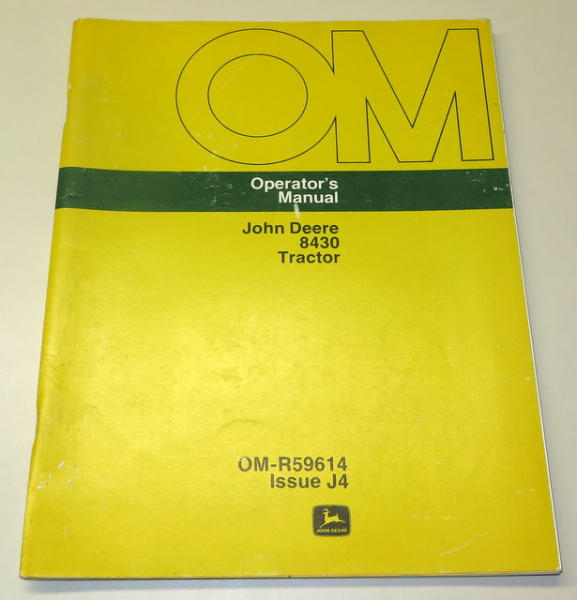 OM
Operator's
Manual
John Deere
8430
Tractor
OM-R59614
Issue J4
JOHN DEERE